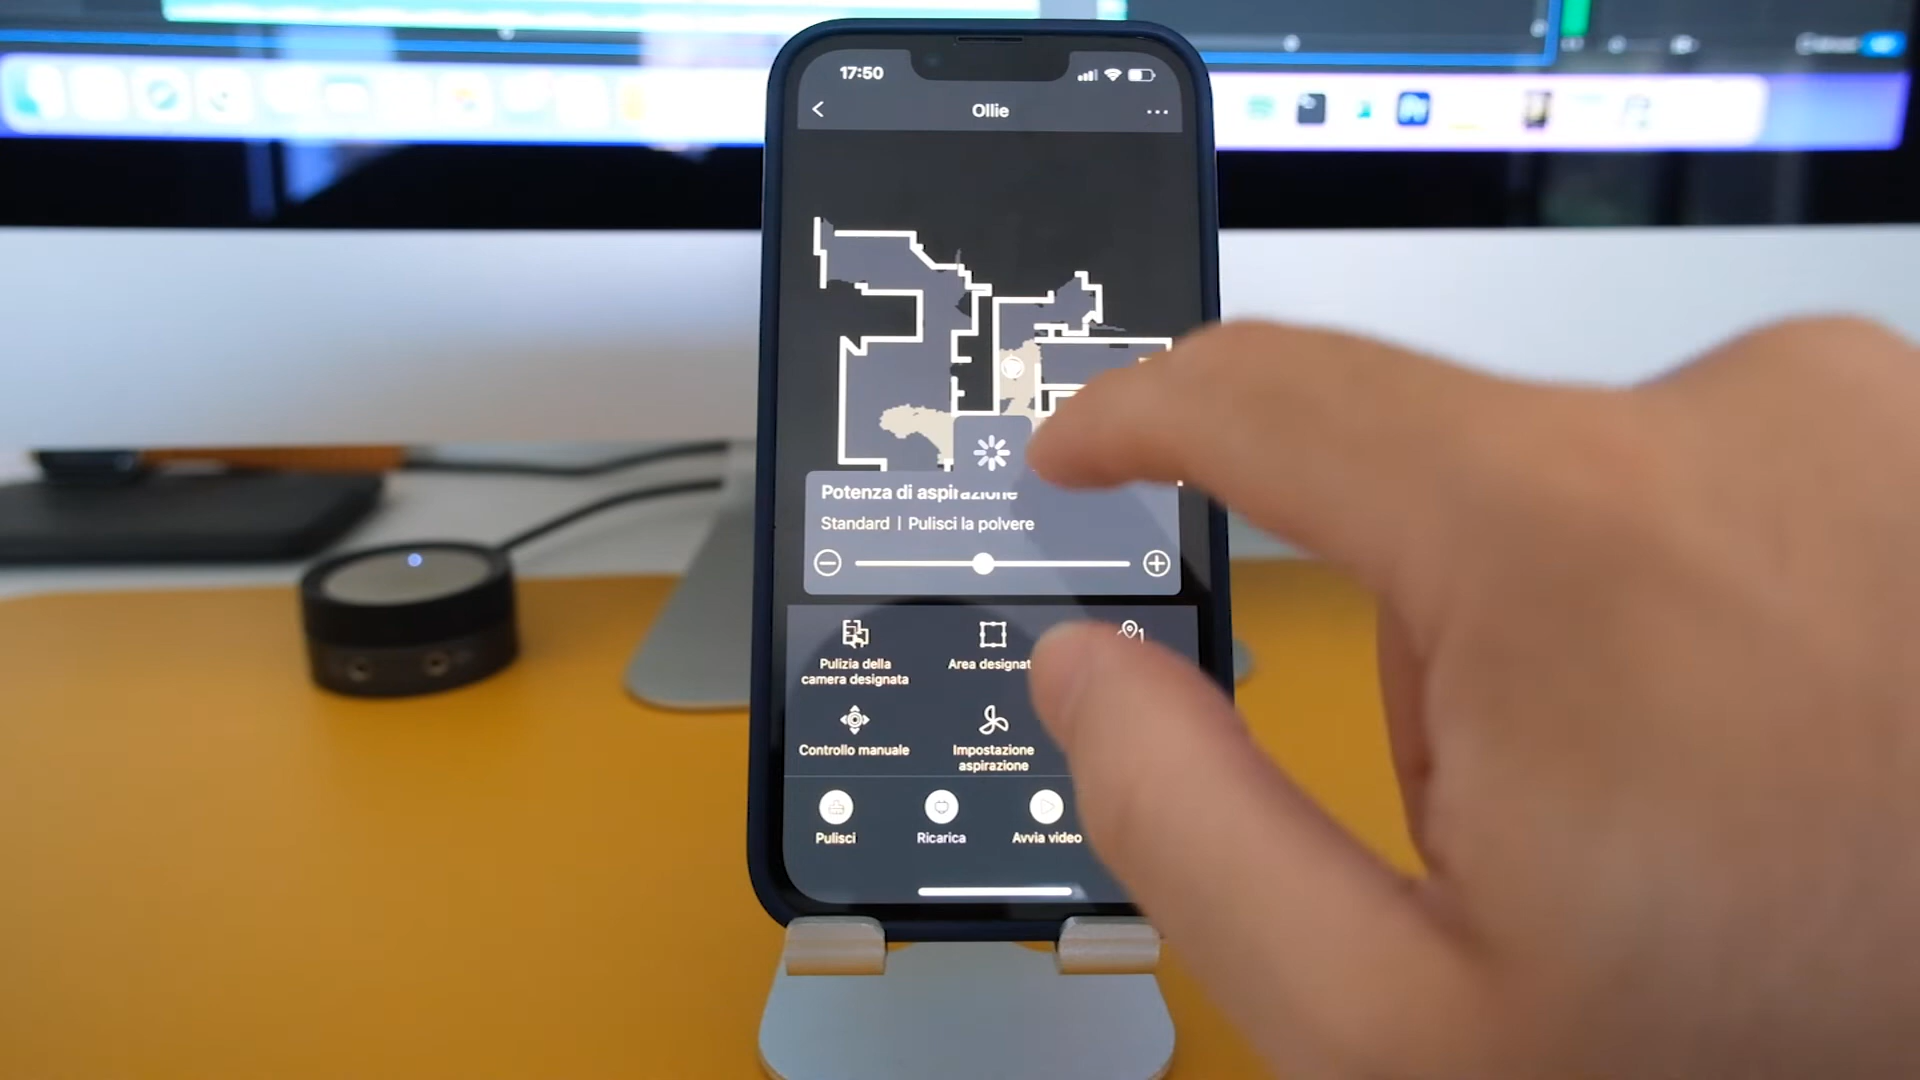 17:50
Ollie
Potenza di aspirazione
Standard | Pulisci la polvere
Pulizia della
camera designata
Area designat
Controllo manuale
Impostazione
aspirazione
Pulisci
Ricarica
Avvia video